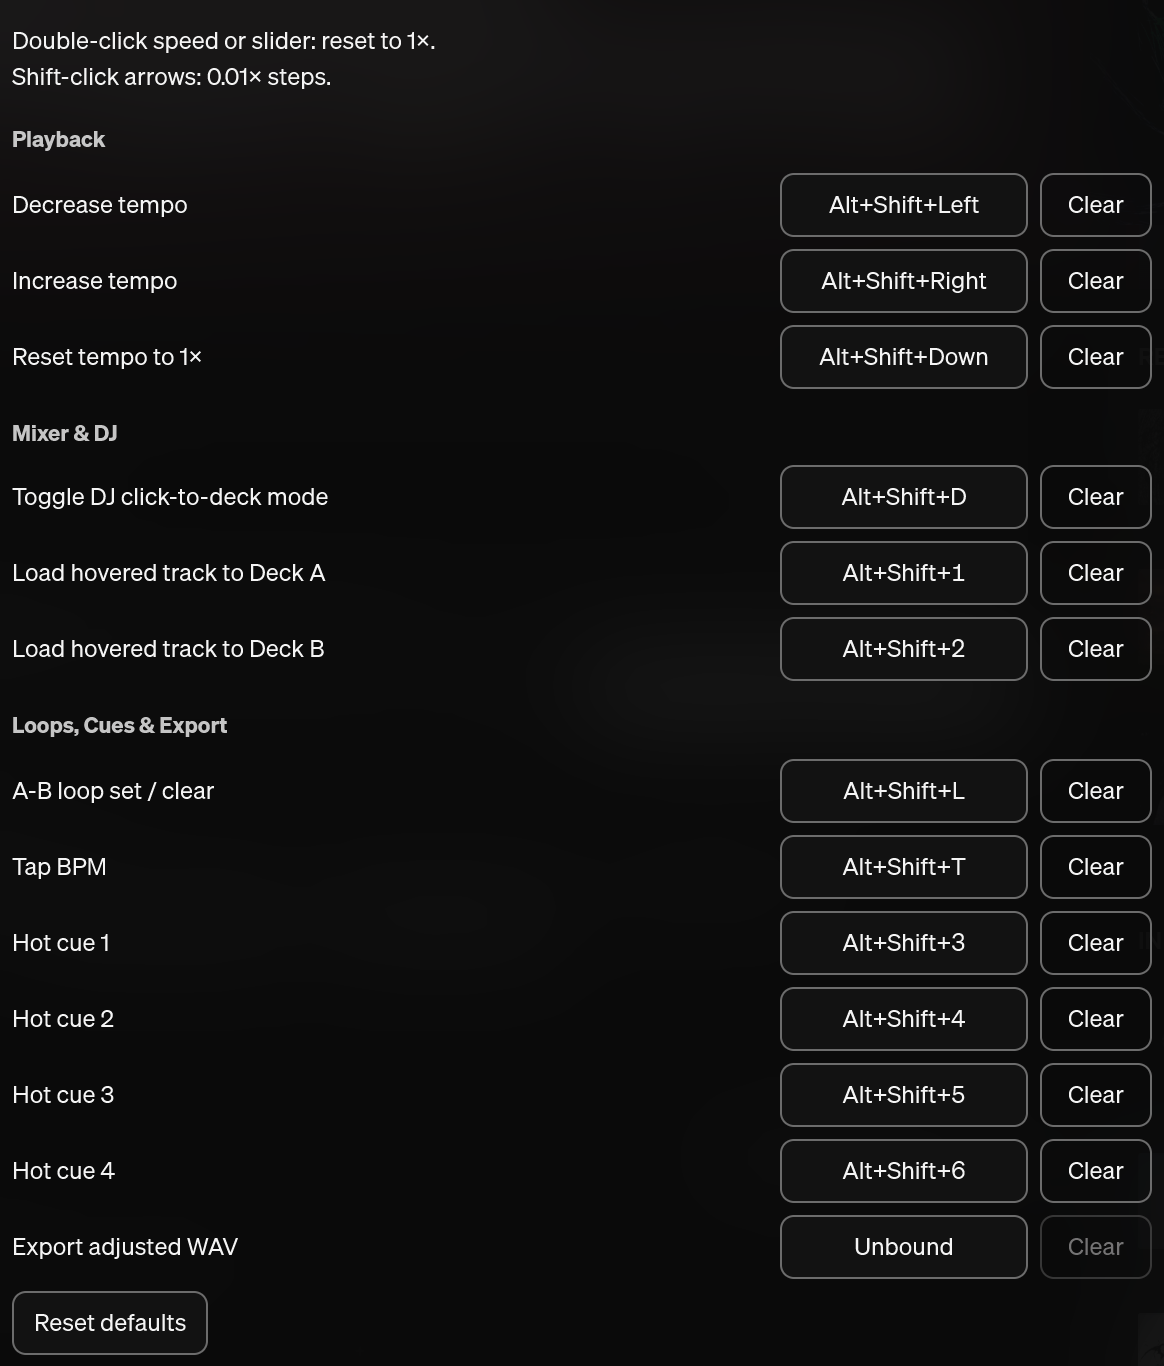 Double-click speed or slider: reset to 1×.
Shift-click arrows: 0.01× steps.
Playback
Decrease tempo Alt+Shift+Left Clear
Increase tempo Alt+Shift+Right Clear
Reset tempo to 1× Alt+Shift+Down Clear
Mixer & DJ
Toggle DJ click-to-deck mode Alt+Shift+D Clear
Load hovered track to Deck A Alt+Shift+1 Clear
Load hovered track to Deck B Alt+Shift+2 Clear
Loops, Cues & Export
A-B loop set / clear Alt+Shift+L Clear
Tap BPM Alt+Shift+T Clear
Hot cue 1 Alt+Shift+3 Clear
Hot cue 2 Alt+Shift+4 Clear
Hot cue 3 Alt+Shift+5 Clear
Hot cue 4 Alt+Shift+6 Clear
Export adjusted WAV Unbound Clear
Reset defaults